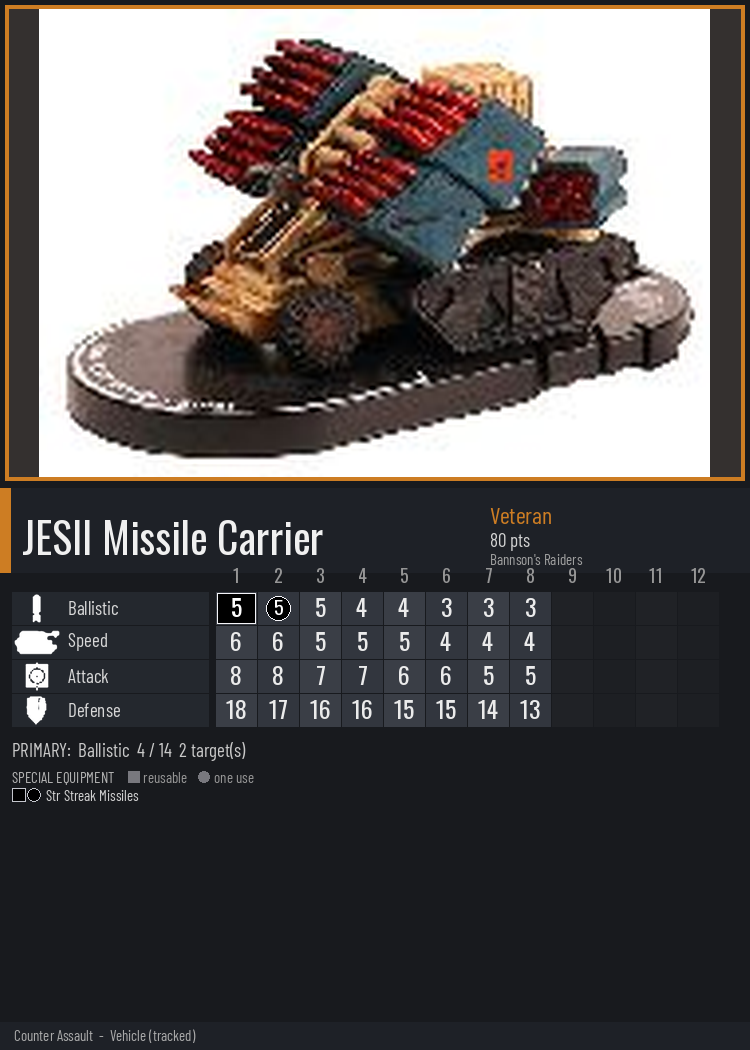 JESII Missile Carrier
Veteran
80 pts
Bannson's Raiders
1 2 3 4 5 6 7 8 9 10 11 12
Ballistic 5 5 5 4 4 3 3 3
Speed 6 6 5 5 5 4 4 4
Attack 8 8 7 7 6 6 5 5
Defense 18 17 16 16 15 15 14 13
PRIMARY: Ballistic 4 / 14 2 target(s)
SPECIAL EQUIPMENT reusable one use
Str Streak Missiles
Counter Assault - Vehicle (tracked)